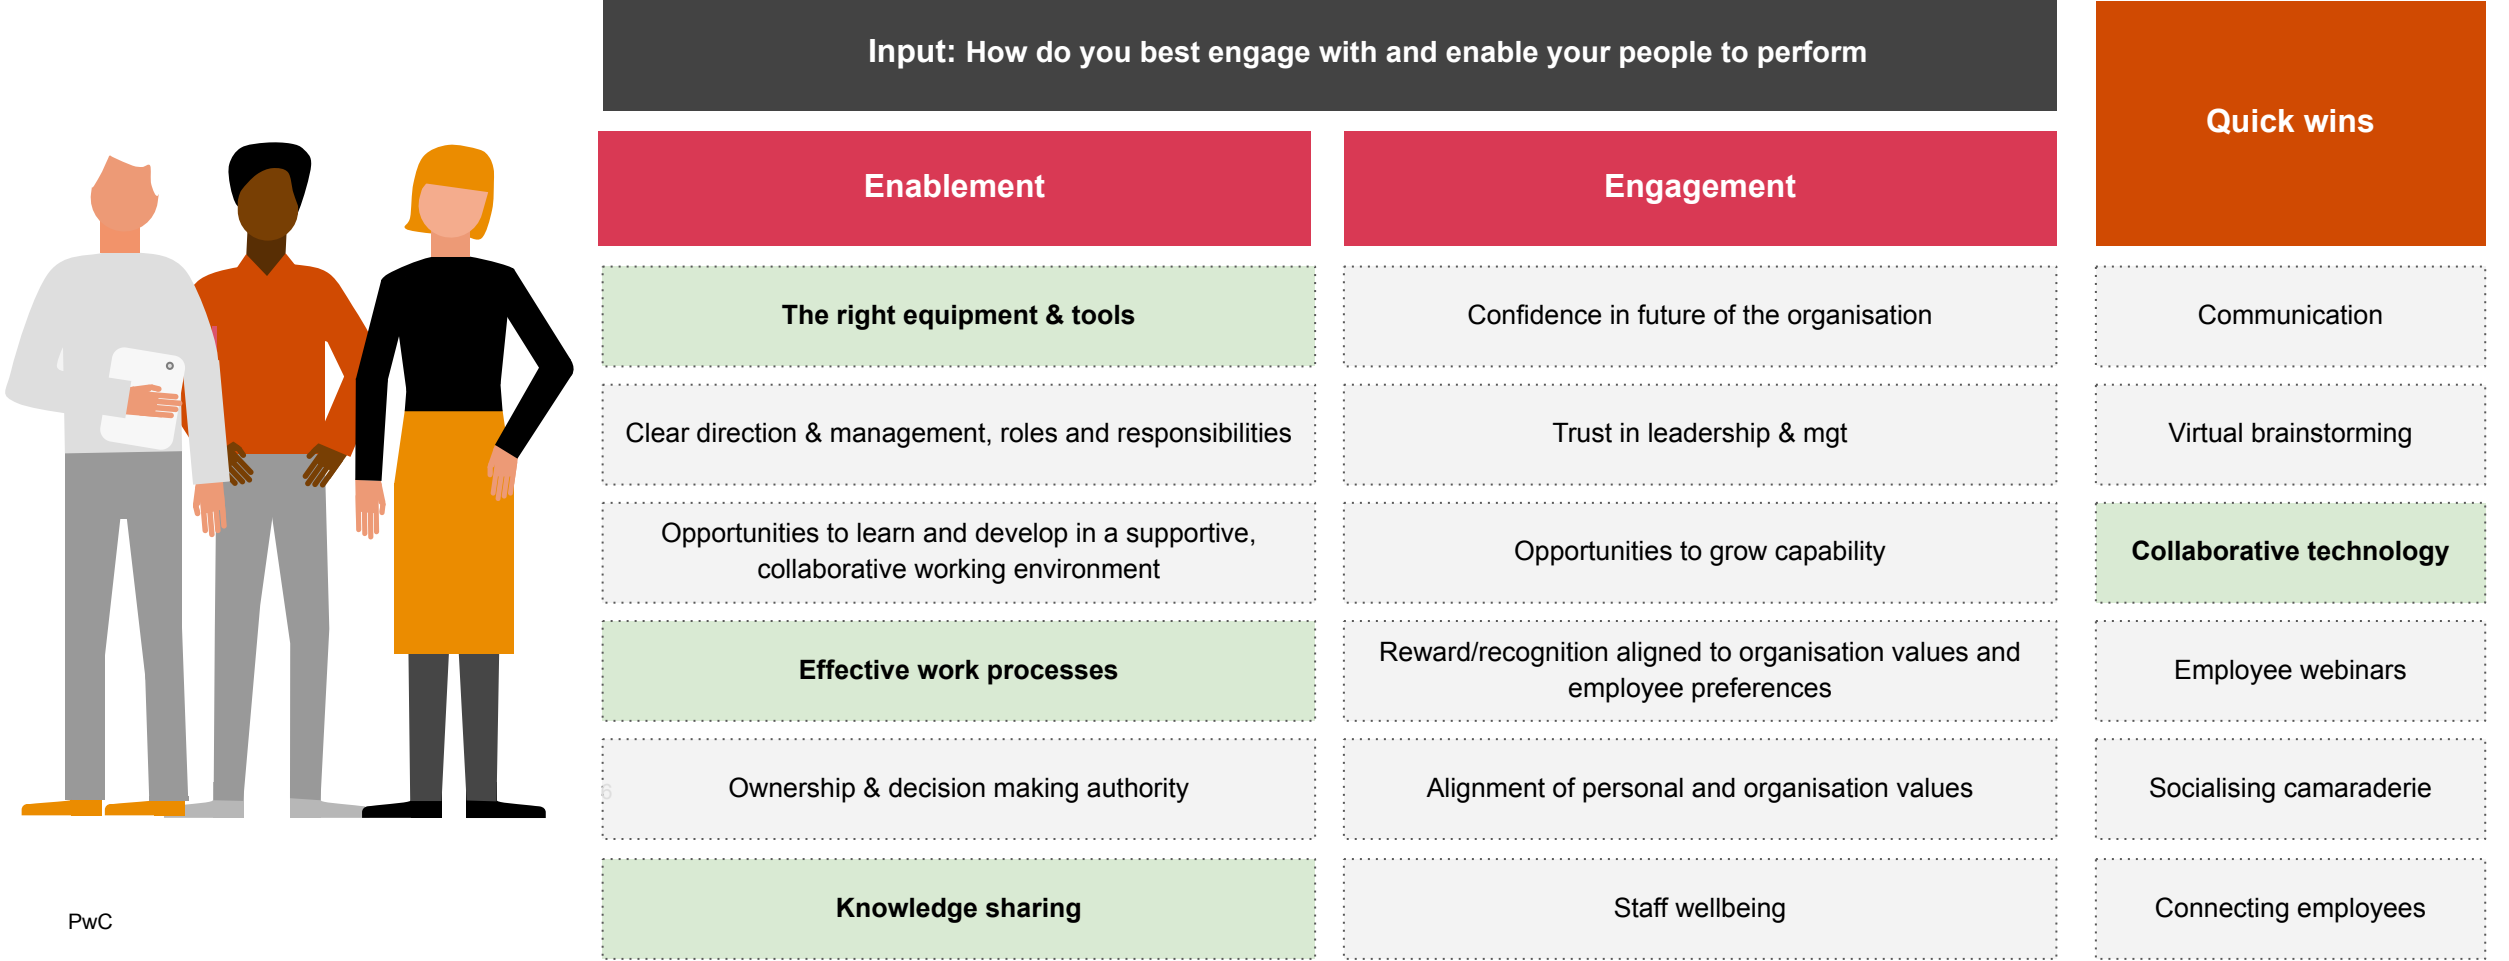 Input: How do you best engage with and enable your people to perform
Quick wins
Enablement
Engagement
The right equipment & tools
Confidence in future of the organisation
Communication
Clear direction & management, roles and responsibilities
Trust in leadership & mgt
Virtual brainstorming
Opportunities to learn and develop in a supportive,
collaborative working environment
Opportunities to grow capability
Collaborative technology
Effective work processes
Reward/recognition aligned to organisation values and
employee preferences
Employee webinars
6
Ownership & decision making authority
Alignment of personal and organisation values
Socialising camaraderie
Knowledge sharing
Staff wellbeing
Connecting employees
PwC